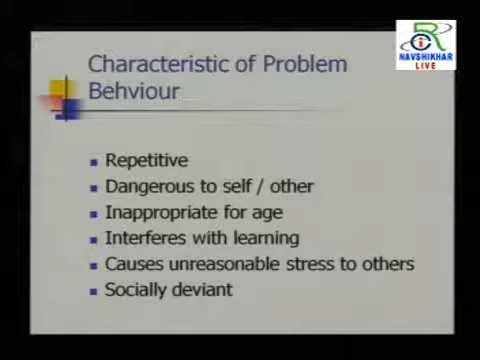 R
NAVSHIKHAR
LIVE
Characteristic of Problem
Behviour
Repetitive
Dangerous to self / other
Inappropriate for age
Interferes with learning
Causes unreasonable stress to others
Socially deviant